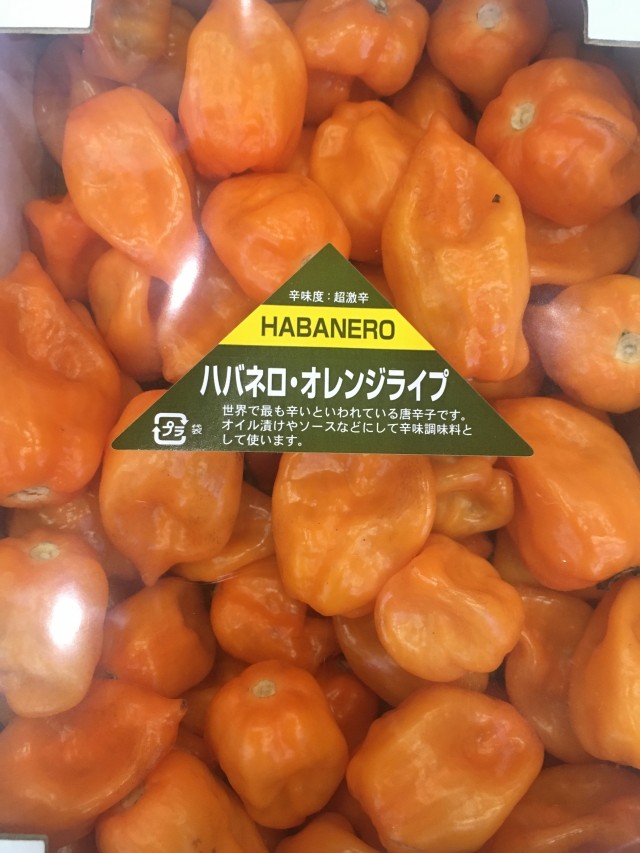 辛味度：超激辛
HABANERO
ハバネロ・オレンジライプ
世界で最も辛いといわれている唐辛子です。
オイル漬けやソースなどにして辛味調味料と
して使います。
プラ 袋